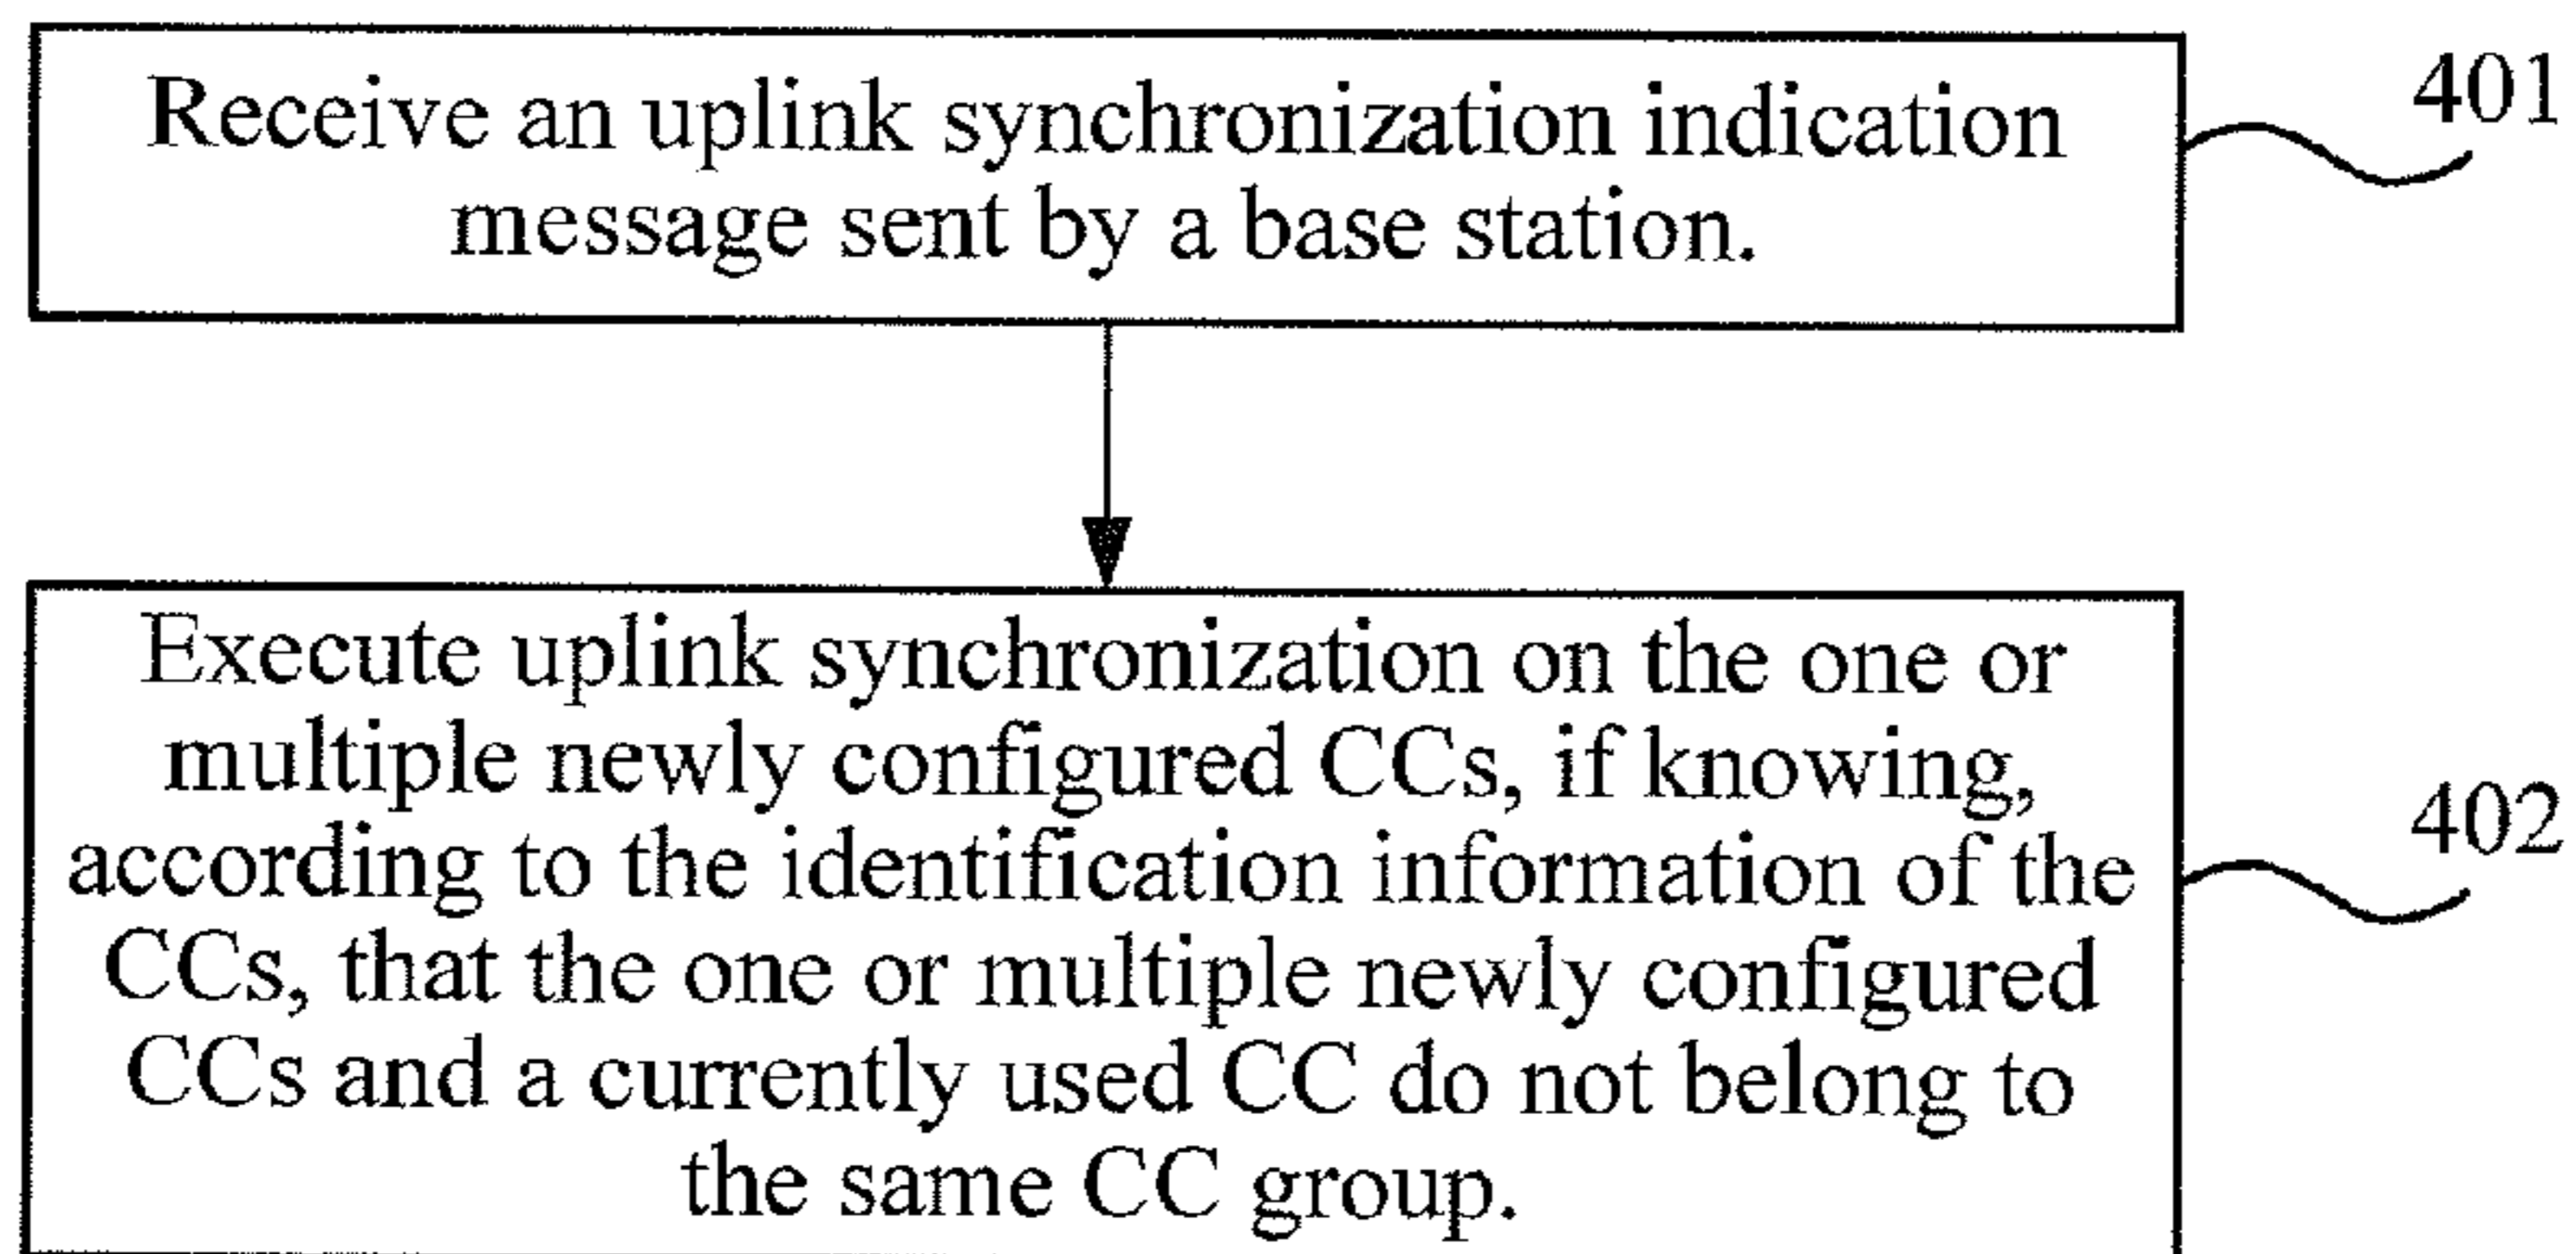 Receive an uplink synchronization indication
message sent by a base station.
401
Execute uplink synchronization on the one or
multiple newly configured CCs, if knowing,
according to the identification information of the
CCs, that the one or multiple newly configured
CCs and a currently used CC do not belong to
the same CC group.
402